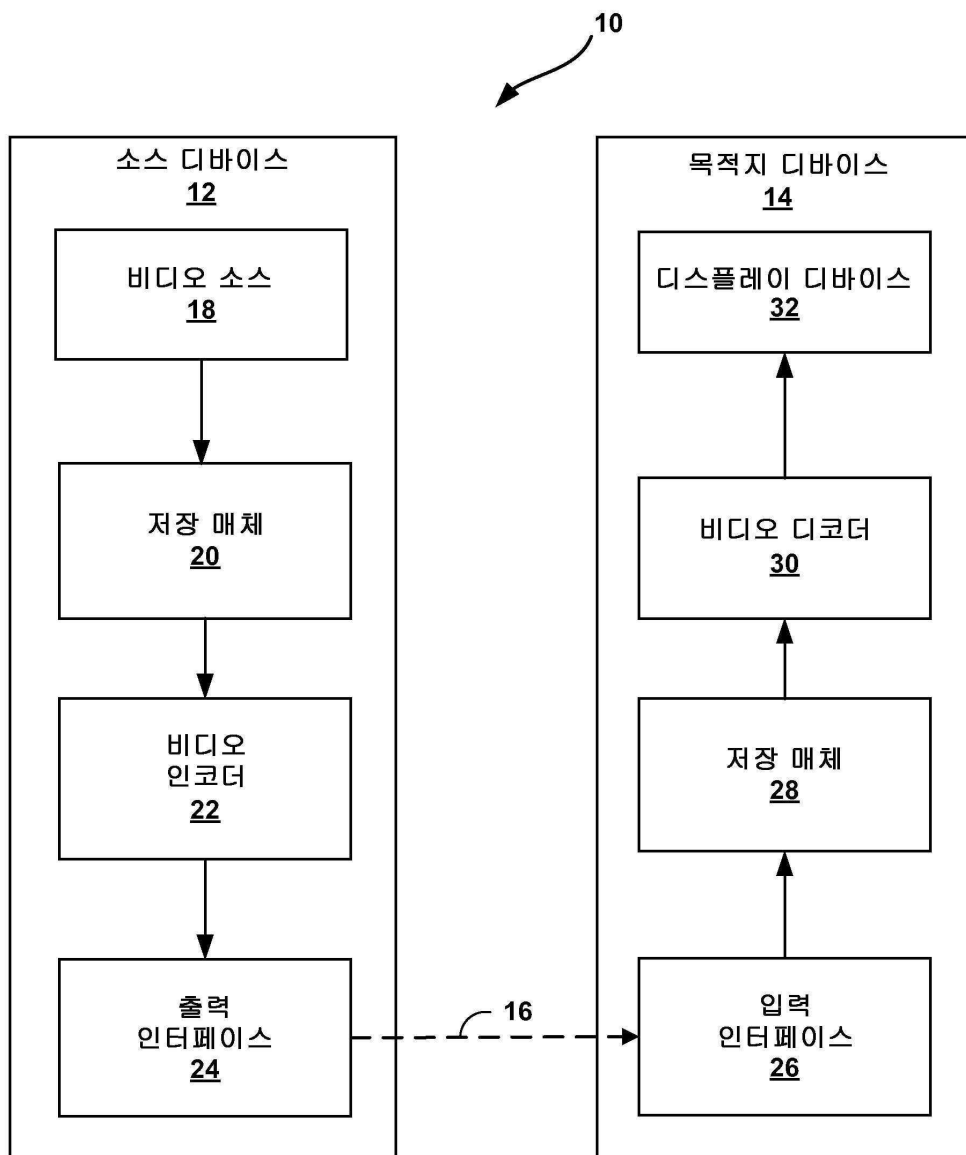 10
소스 디바이스
12
비디오 소스
18
저장 매체
20
비디오
인코더
22
출력
인터페이스
24
16
목적지 디바이스
14
디스플레이 디바이스
32
비디오 디코더
30
저장 매체
28
입력
인터페이스
26